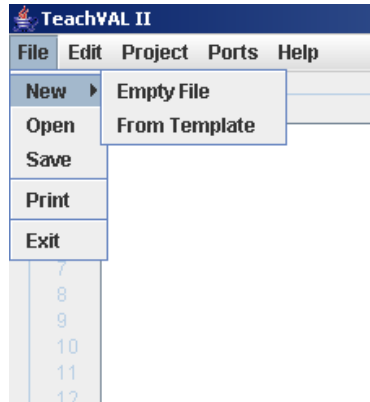 TeachVAL II
File Edit Project Ports Help
New Empty File
Open From Template
Save
Print
Exit
7
8
9
10
11
12